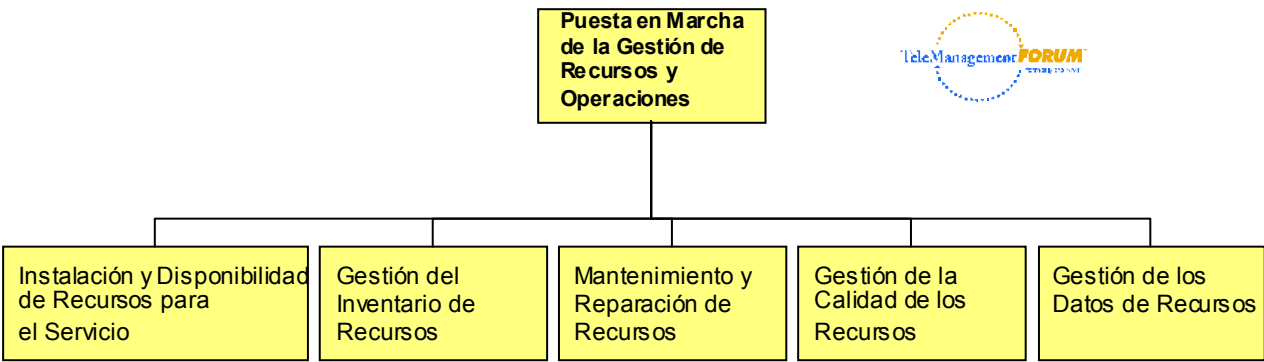 Puesta en Marcha
de la Gestión de
Recursos y
Operaciones
TeleManagement FORUM
Instalación y Disponibilidad
de Recursos para
el Servicio
Gestión del
Inventario de
Recursos
Mantenimiento y
Reparación de
Recursos
Gestión de la
Calidad de los
Recursos
Gestión de los
Datos de Recursos